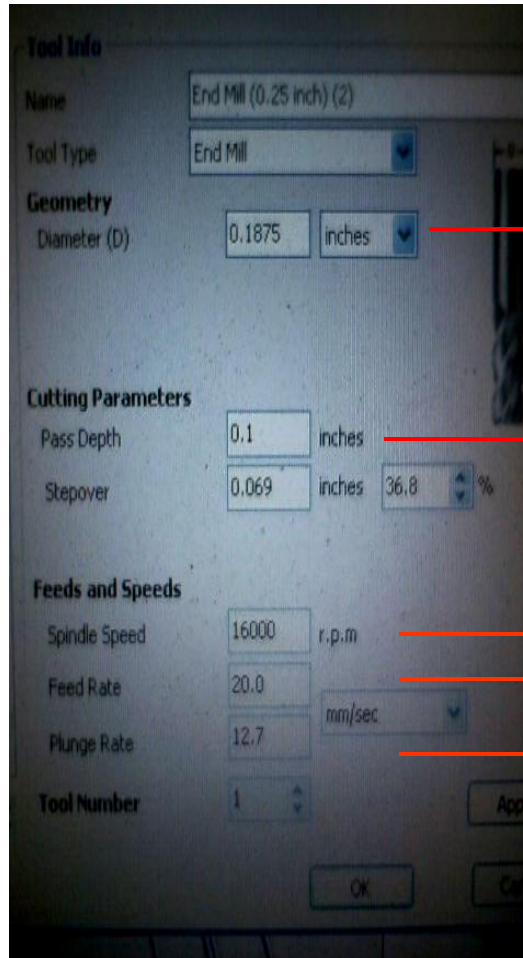 Tool Info
Name End Mill (0.25 inch) (2)
Tool Type End Mill
Geometry
Diameter (D) 0.1875 inches
Cutting Parameters
Pass Depth 0.1 inches
Stepover 0.069 inches 36.8 %
Feeds and Speeds
Spindle Speed 16000 r.p.m
Feed Rate 20.0
mm/sec
Plunge Rate 12.7
Tool Number 1
App
OK